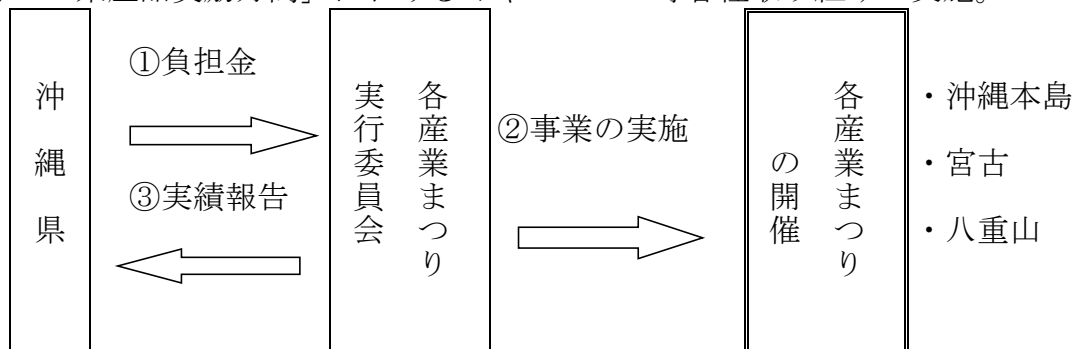 沖縄県
①負担金
③実績報告
各産業まつり
実行委員会
②事業の実施
各産業まつり
の開催
・沖縄本島
・宮古
・八重山